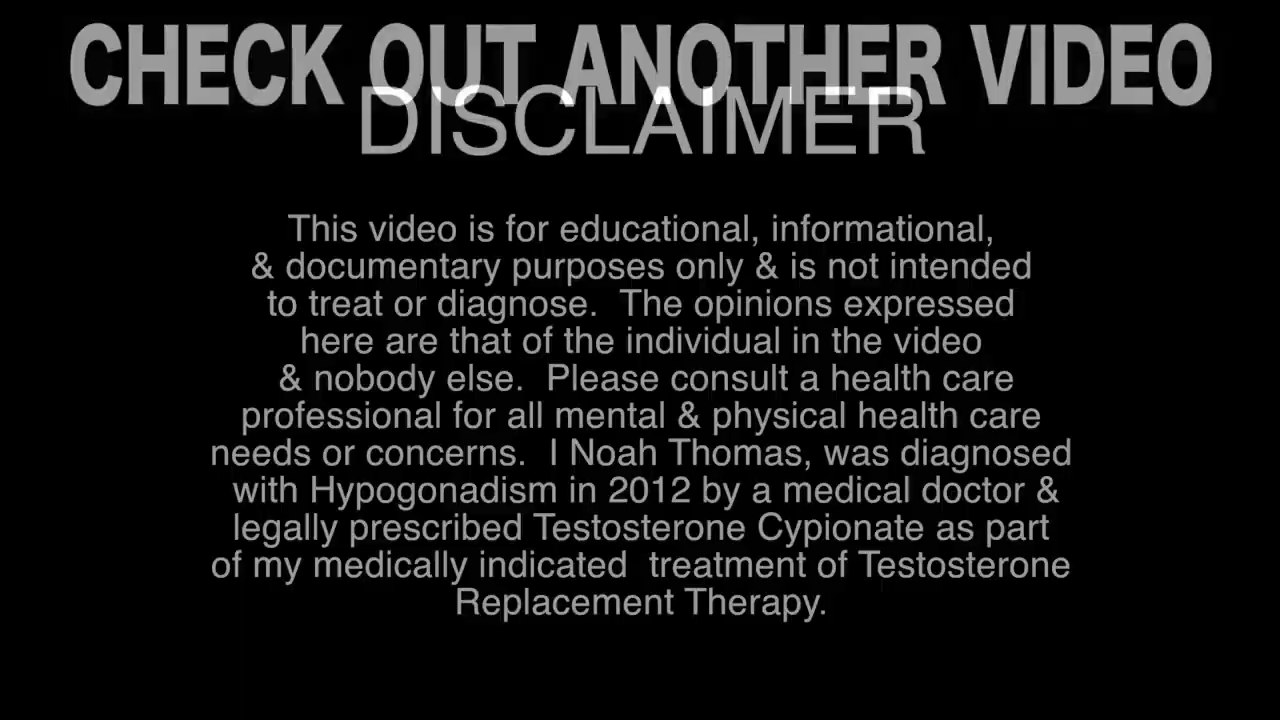 CHECK OUT ANOTHER VIDEO
DISCLAIMER
This video is for educational, informational,
& documentary purposes only & is not intended
to treat or diagnose.  The opinions expressed
here are that of the individual in the video
& nobody else.  Please consult a health care
professional for all mental & physical health care
needs or concerns.  I Noah Thomas, was diagnosed
with Hypogonadism in 2012 by a medical doctor &
legally prescribed Testosterone Cypionate as part
of my medically indicated  treatment of Testosterone
Replacement Therapy.